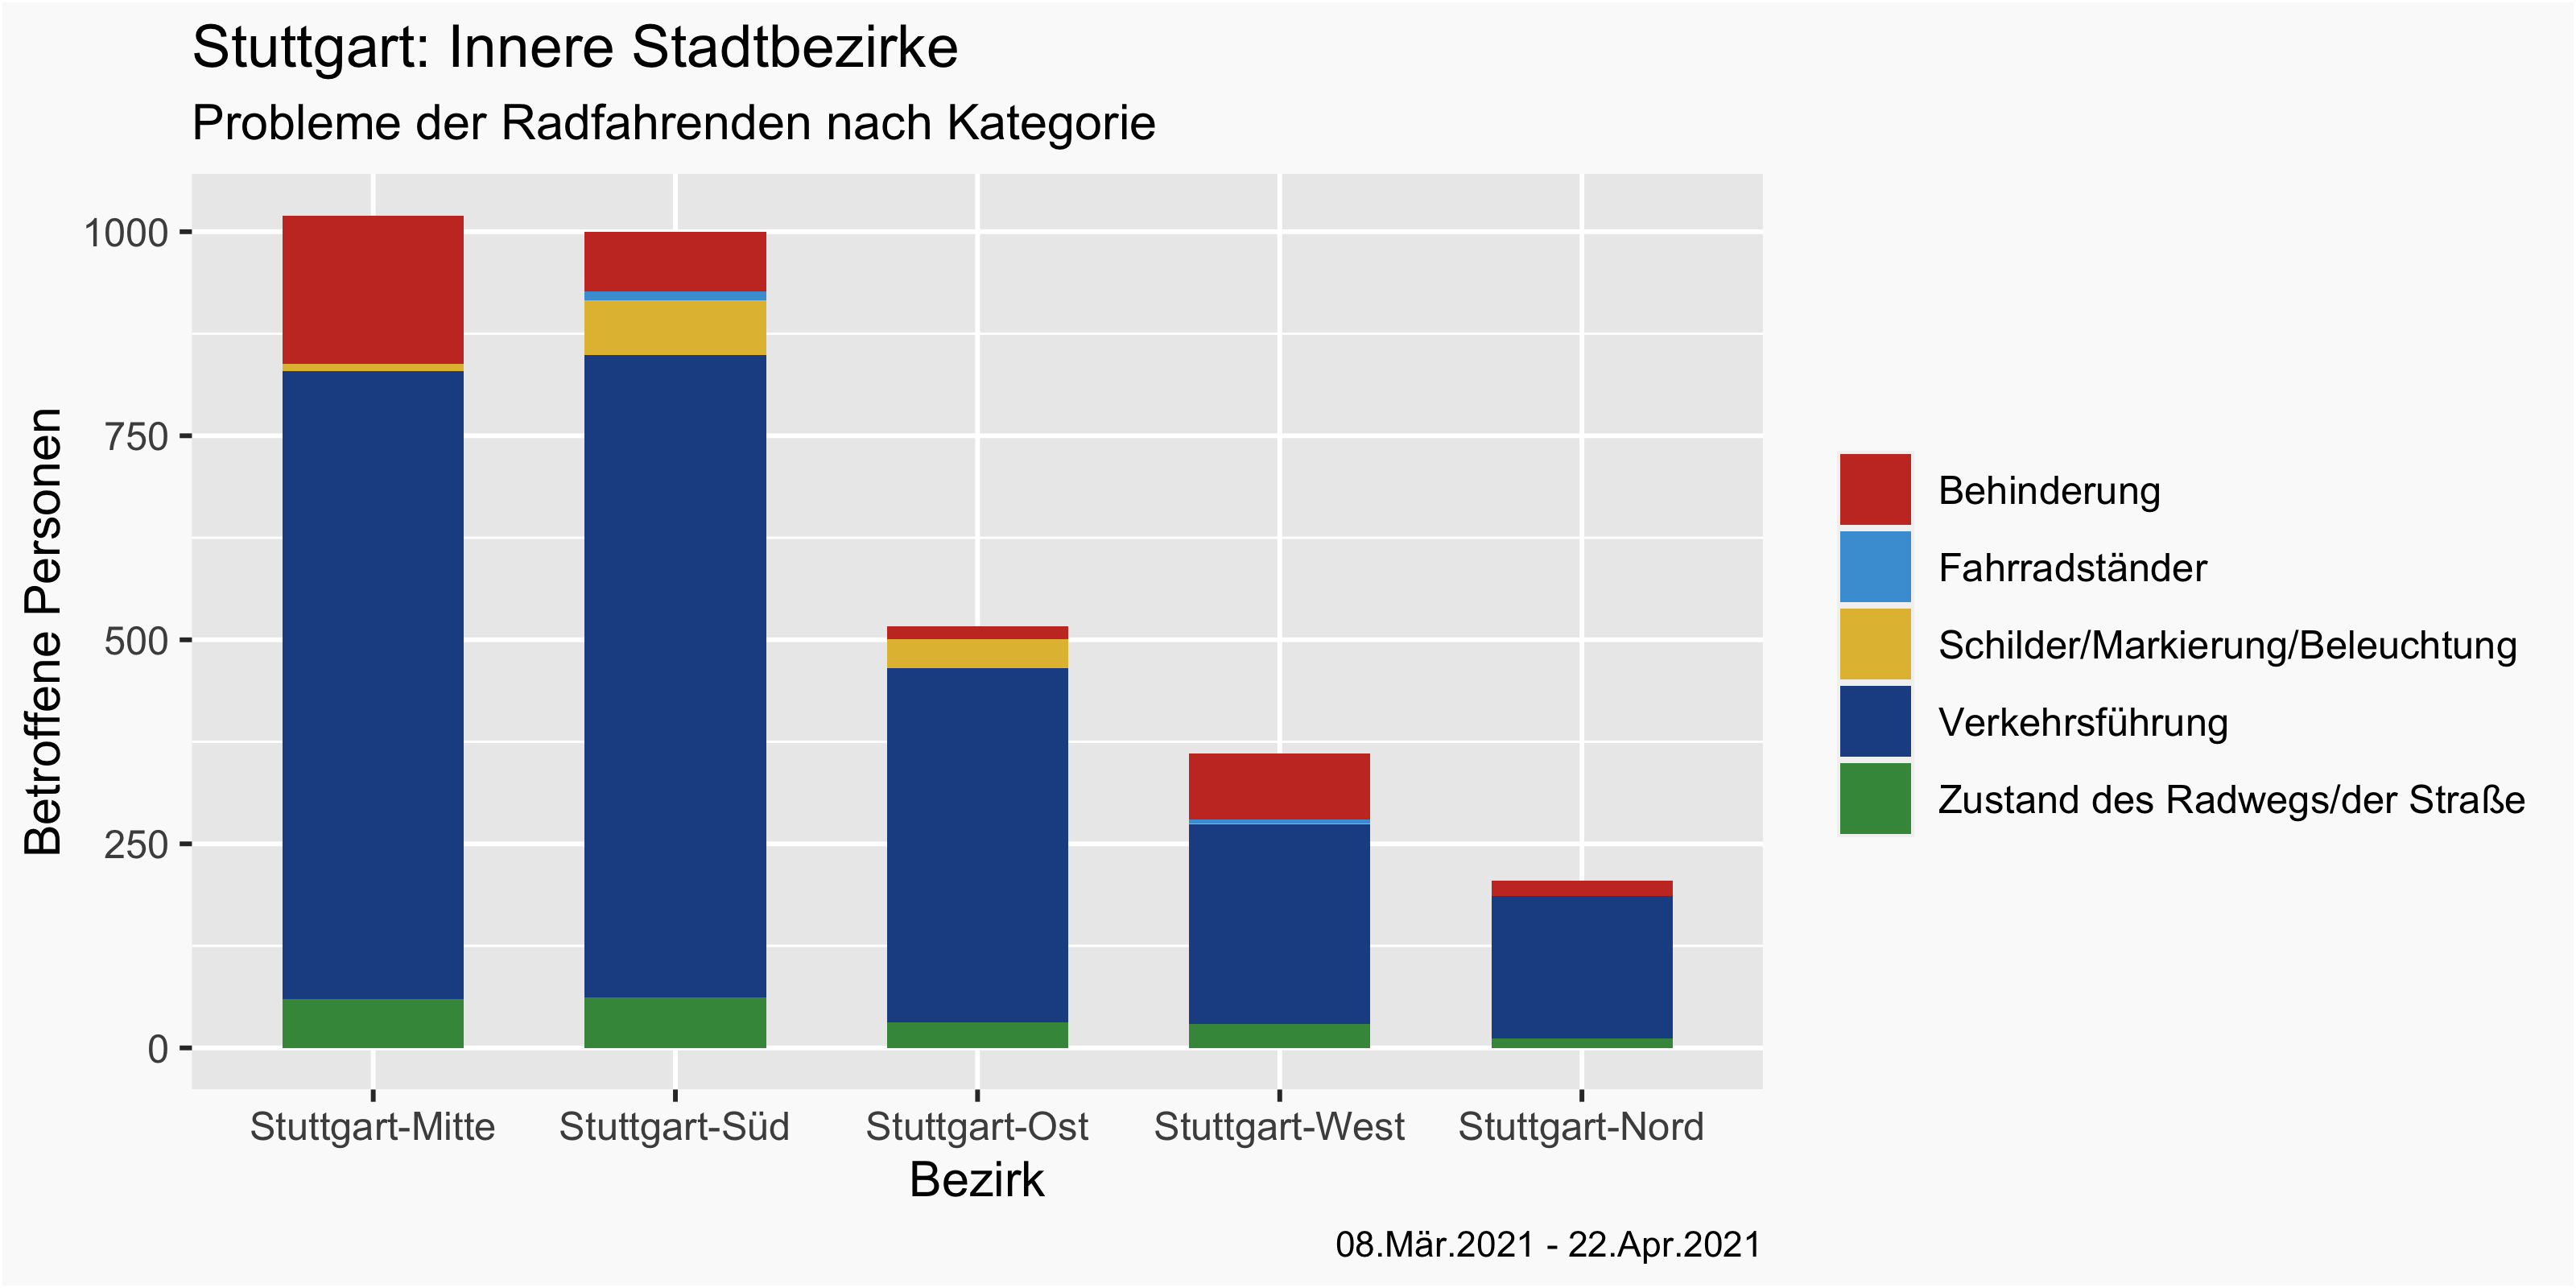 Stuttgart: Innere Stadtbezirke
Probleme der Radfahrenden nach Kategorie
Betroffene Personen
1000
750
500
250
0
Stuttgart-Mitte Stuttgart-Süd Stuttgart-Ost Stuttgart-West Stuttgart-Nord
Bezirk
Behinderung
Fahrradständer
Schilder/Markierung/Beleuchtung
Verkehrsführung
Zustand des Radwegs/der Straße
08.Mär.2021 - 22.Apr.2021